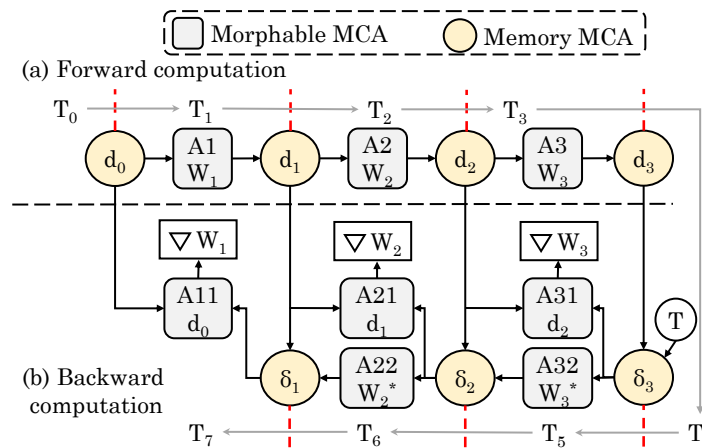 Morphable MCA
Memory MCA
(a) Forward computation
T₀ T₁ T₂ T₃
d₀ A1 W₁ d₁ A2 W₂ d₂ A3 W₃ d₃
▽ W₁ ▽ W₂ ▽ W₃
A11 d₀ A21 d₁ A31 d₂ T
δ₁ A22 W₂* δ₂ A32 W₃* δ₃
(b) Backward
computation
T₇ T₆ T₅ T